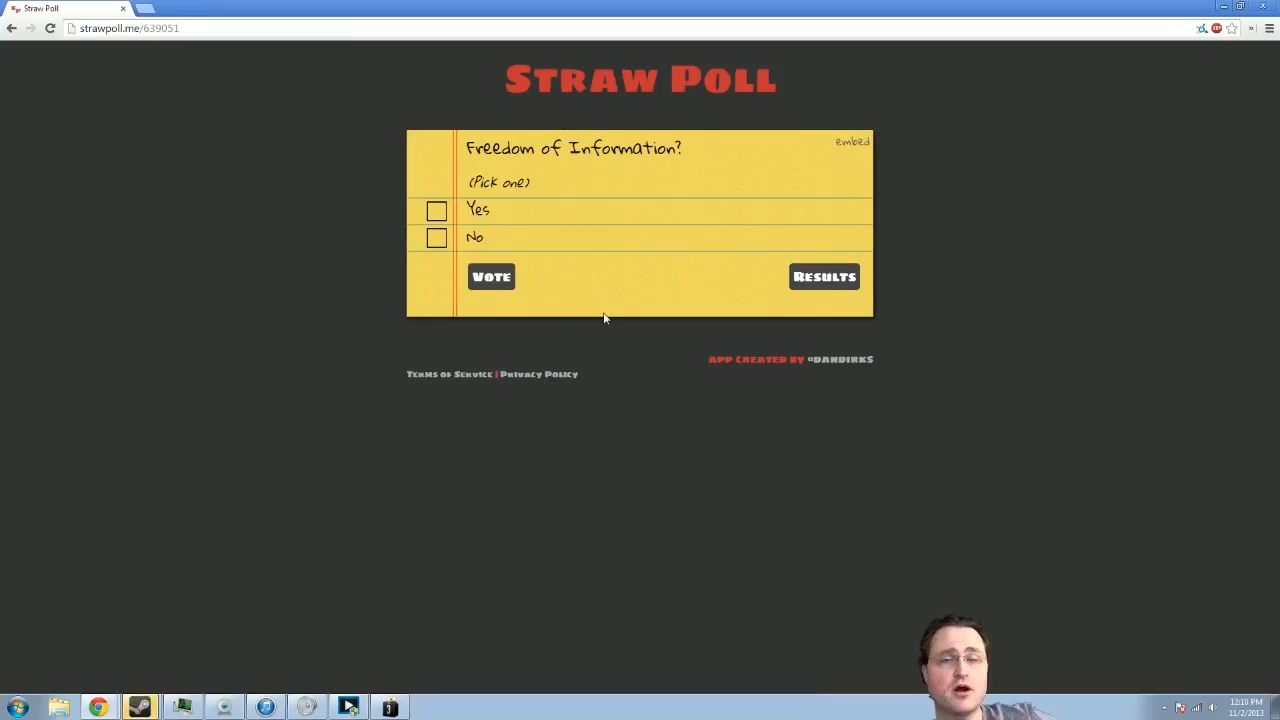 Straw Poll
strawpoll.me/639051
Straw Poll
Freedom of Information?
embed
(Pick one)
Yes
No
Vote
Results
App created by @dandirks
Terms of Service | Privacy Policy
12:10 PM
11/2/2013